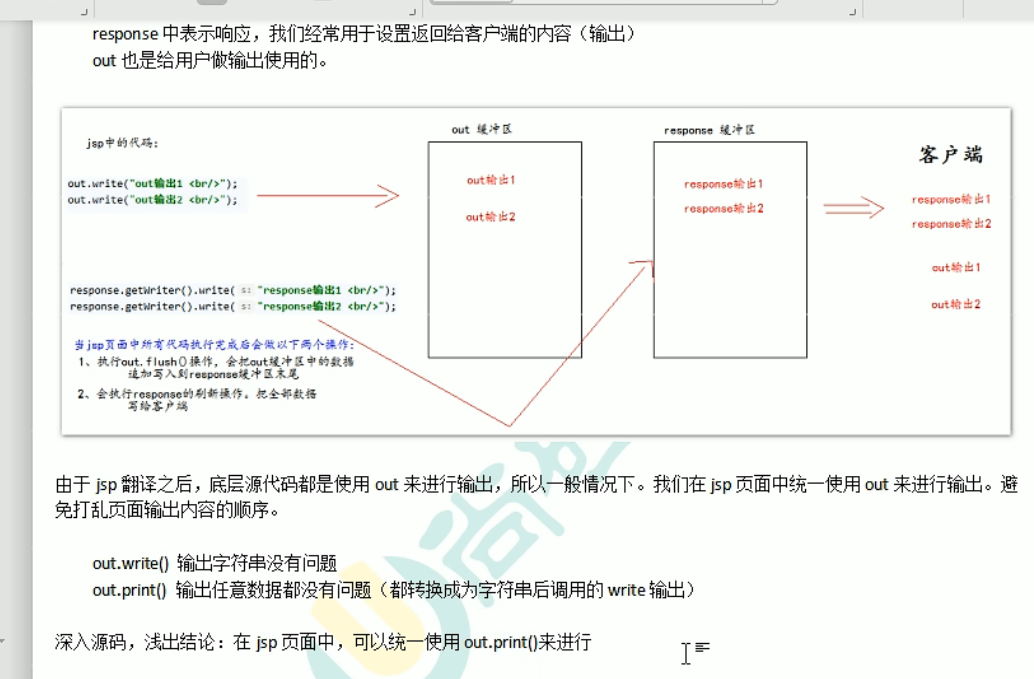 response 中表示响应，我们经常用于设置返回给客户端的内容（输出）
out 也是给用户做输出使用的。
jsp中的代码:
out.write("out输出1 <br/>");
out.write("out输出2 <br/>");
response.getWriter().write( s: "response输出1 <br/>");
response.getWriter().write( s: "response输出2 <br/>");
当jsp页面中所有代码执行完成后会做以下两个操作:
1、执行out.flush()操作，会把out缓冲区中的数据
追加写入到response缓冲区末尾
2、会执行response的刷新操作。把全部数据
写给客户端
out 缓冲区
out输出1
out输出2
response 缓冲区
response输出1
response输出2
客户端
response输出1
response输出2
out输出1
out输出2
由于 jsp 翻译之后，底层源代码都是使用 out 来进行输出，所以一般情况下。我们在 jsp 页面中统一使用 out 来进行输出。避
免打乱页面输出内容的顺序。
out.write() 输出字符串没有问题
out.print() 输出任意数据都没有问题（都转换成为字符串后调用的 write 输出）
深入源码，浅出结论：在 jsp 页面中，可以统一使用 out.print()来进行
尚